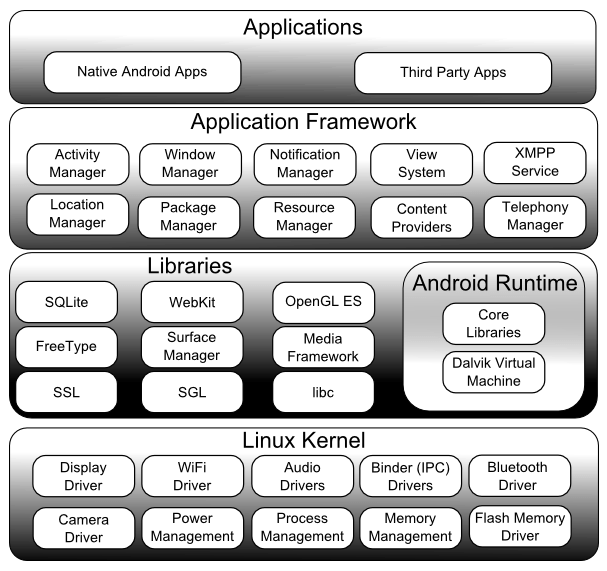 Applications
Native Android Apps
Third Party Apps
Application Framework
Activity
Manager
Window
Manager
Notification
Manager
View
System
XMPP
Service
Location
Manager
Package
Manager
Resource
Manager
Content
Providers
Telephony
Manager
Libraries
SQLite
WebKit
OpenGL ES
FreeType
Surface
Manager
Media
Framework
SSL
SGL
libc
Android Runtime
Core
Libraries
Dalvik Virtual
Machine
Linux Kernel
Display
Driver
WiFi
Driver
Audio
Drivers
Binder (IPC)
Drivers
Bluetooth
Driver
Camera
Driver
Power
Management
Process
Management
Memory
Management
Flash Memory
Driver